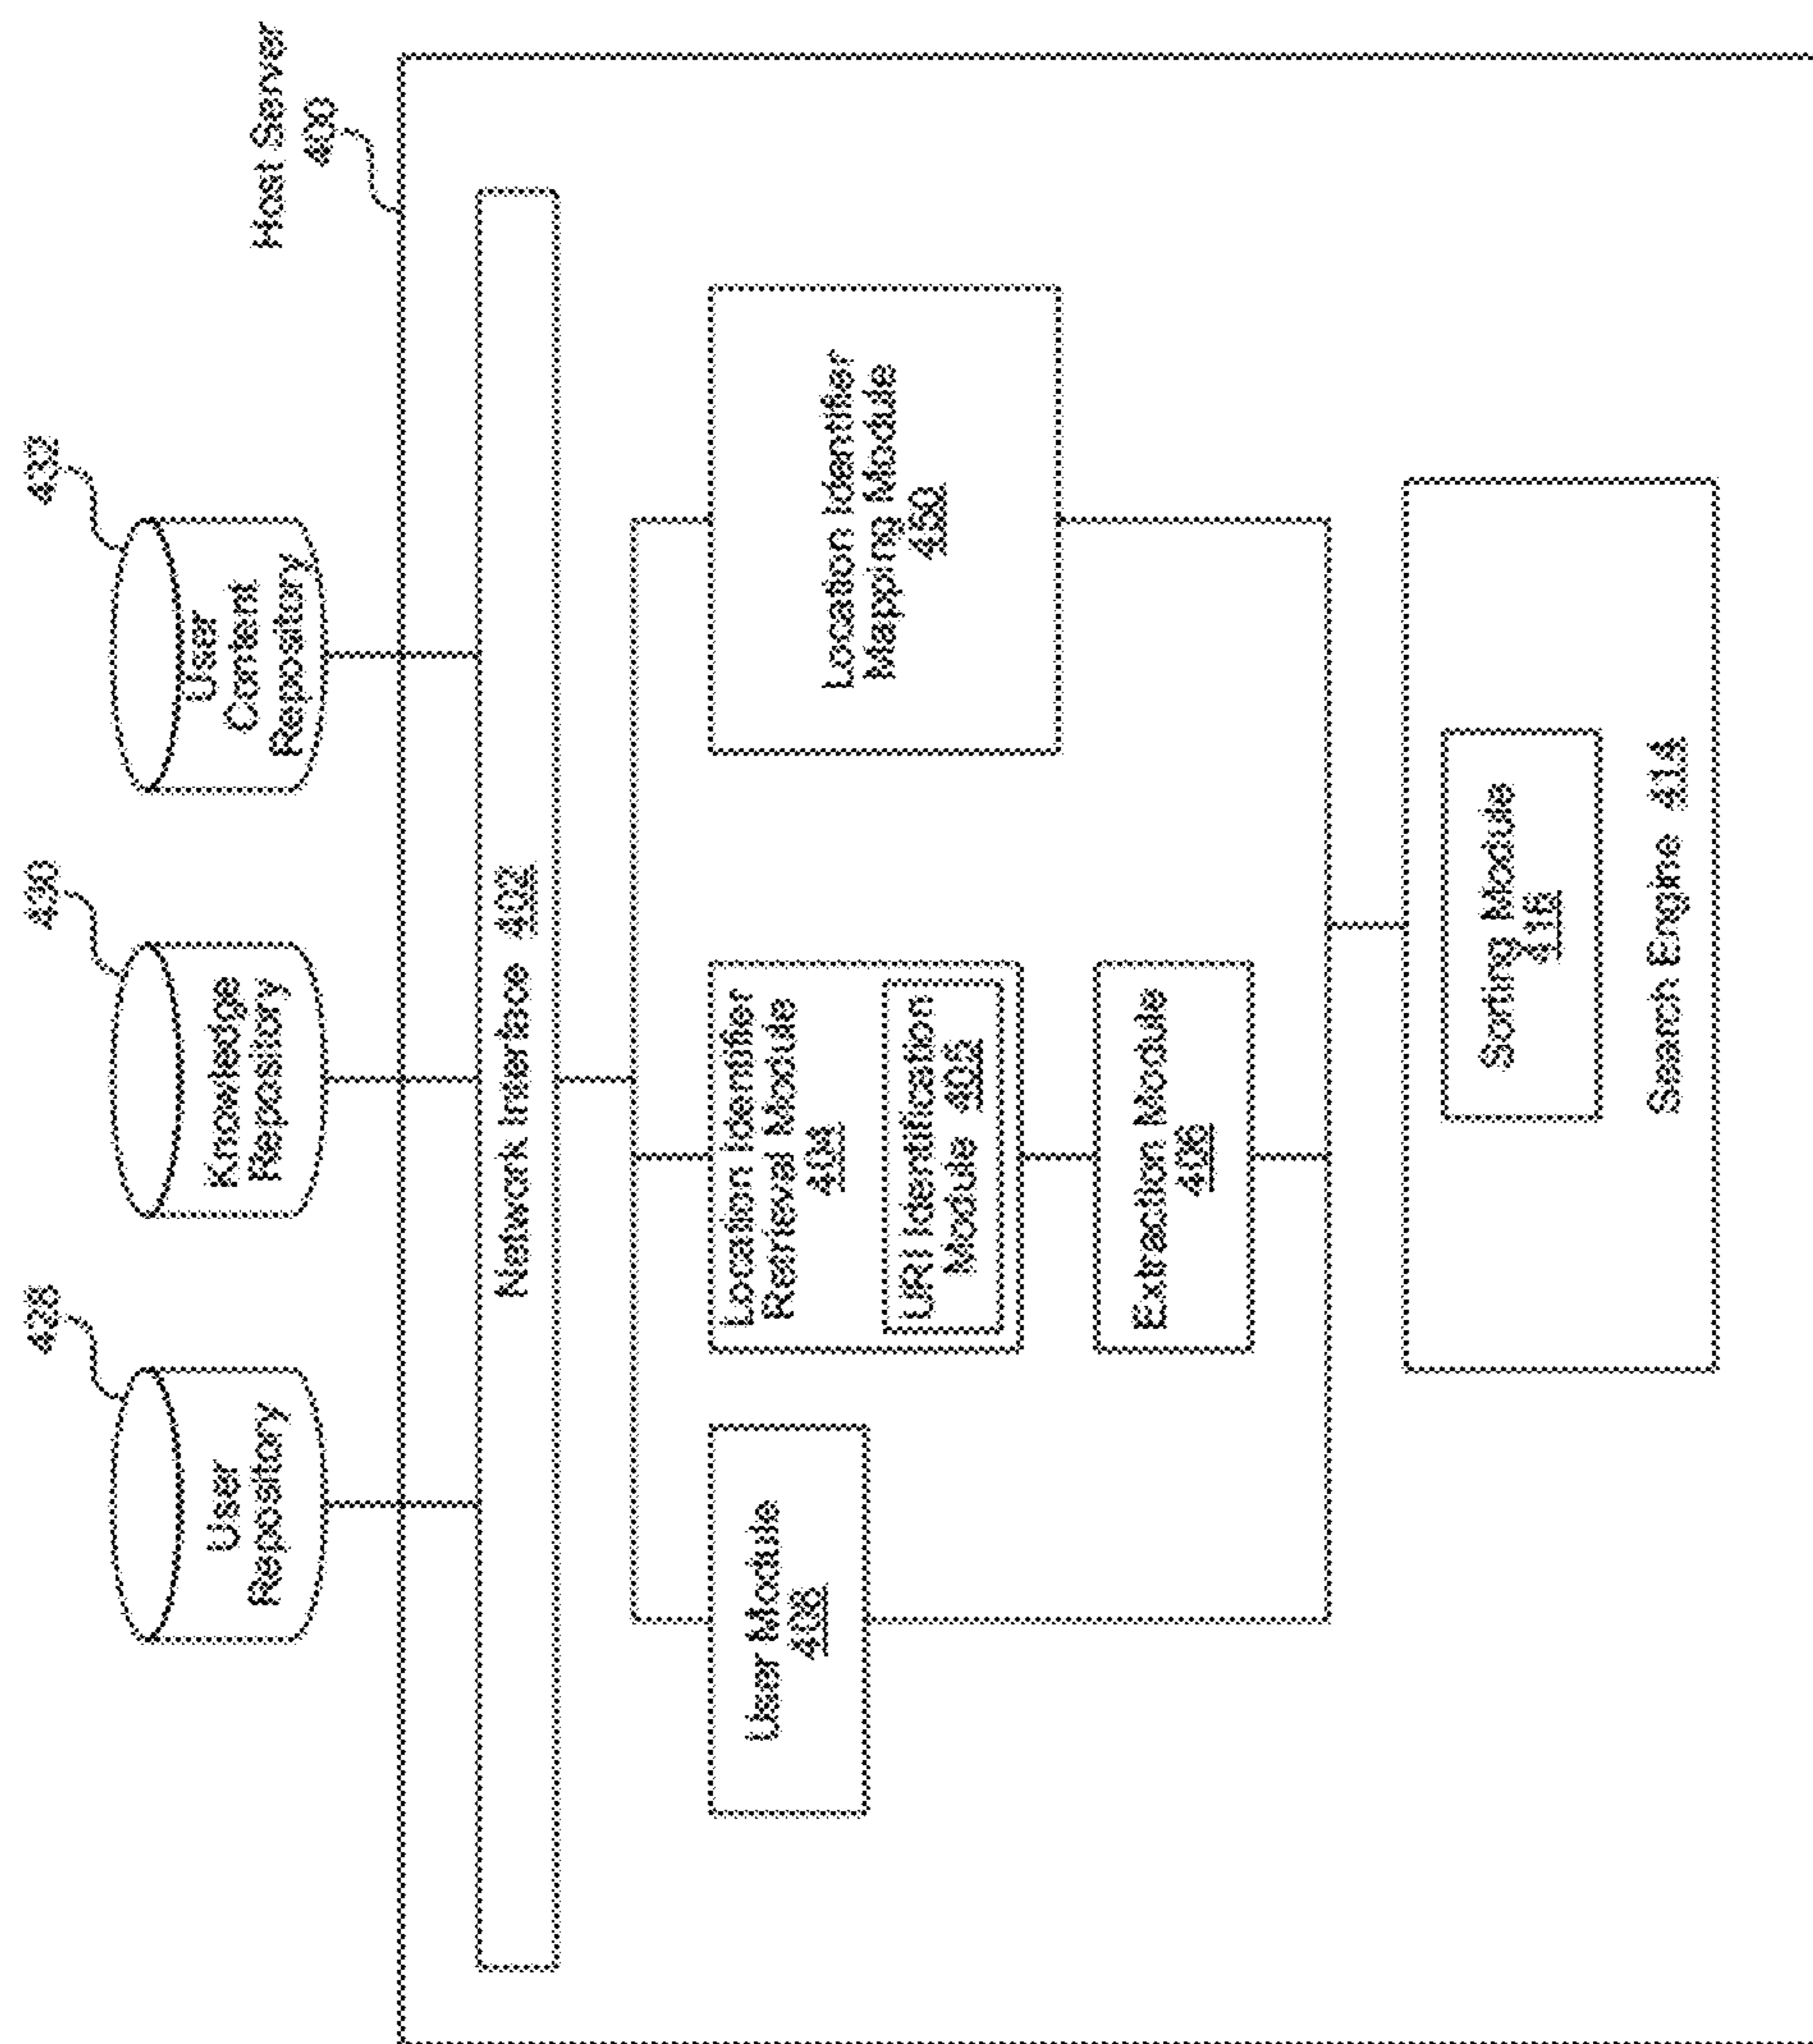 428
430
432
User
Repository
Knowledge
Repository
User
Content
Repository
Host Server
400
Network Interface 402
User Module
408
Location Identifier
Retrieval Module
404
URI Identification
Module 405
Extraction Module
406
Location Identifier
Mapping Module
450
Sorting Module
416
Search Engine 414